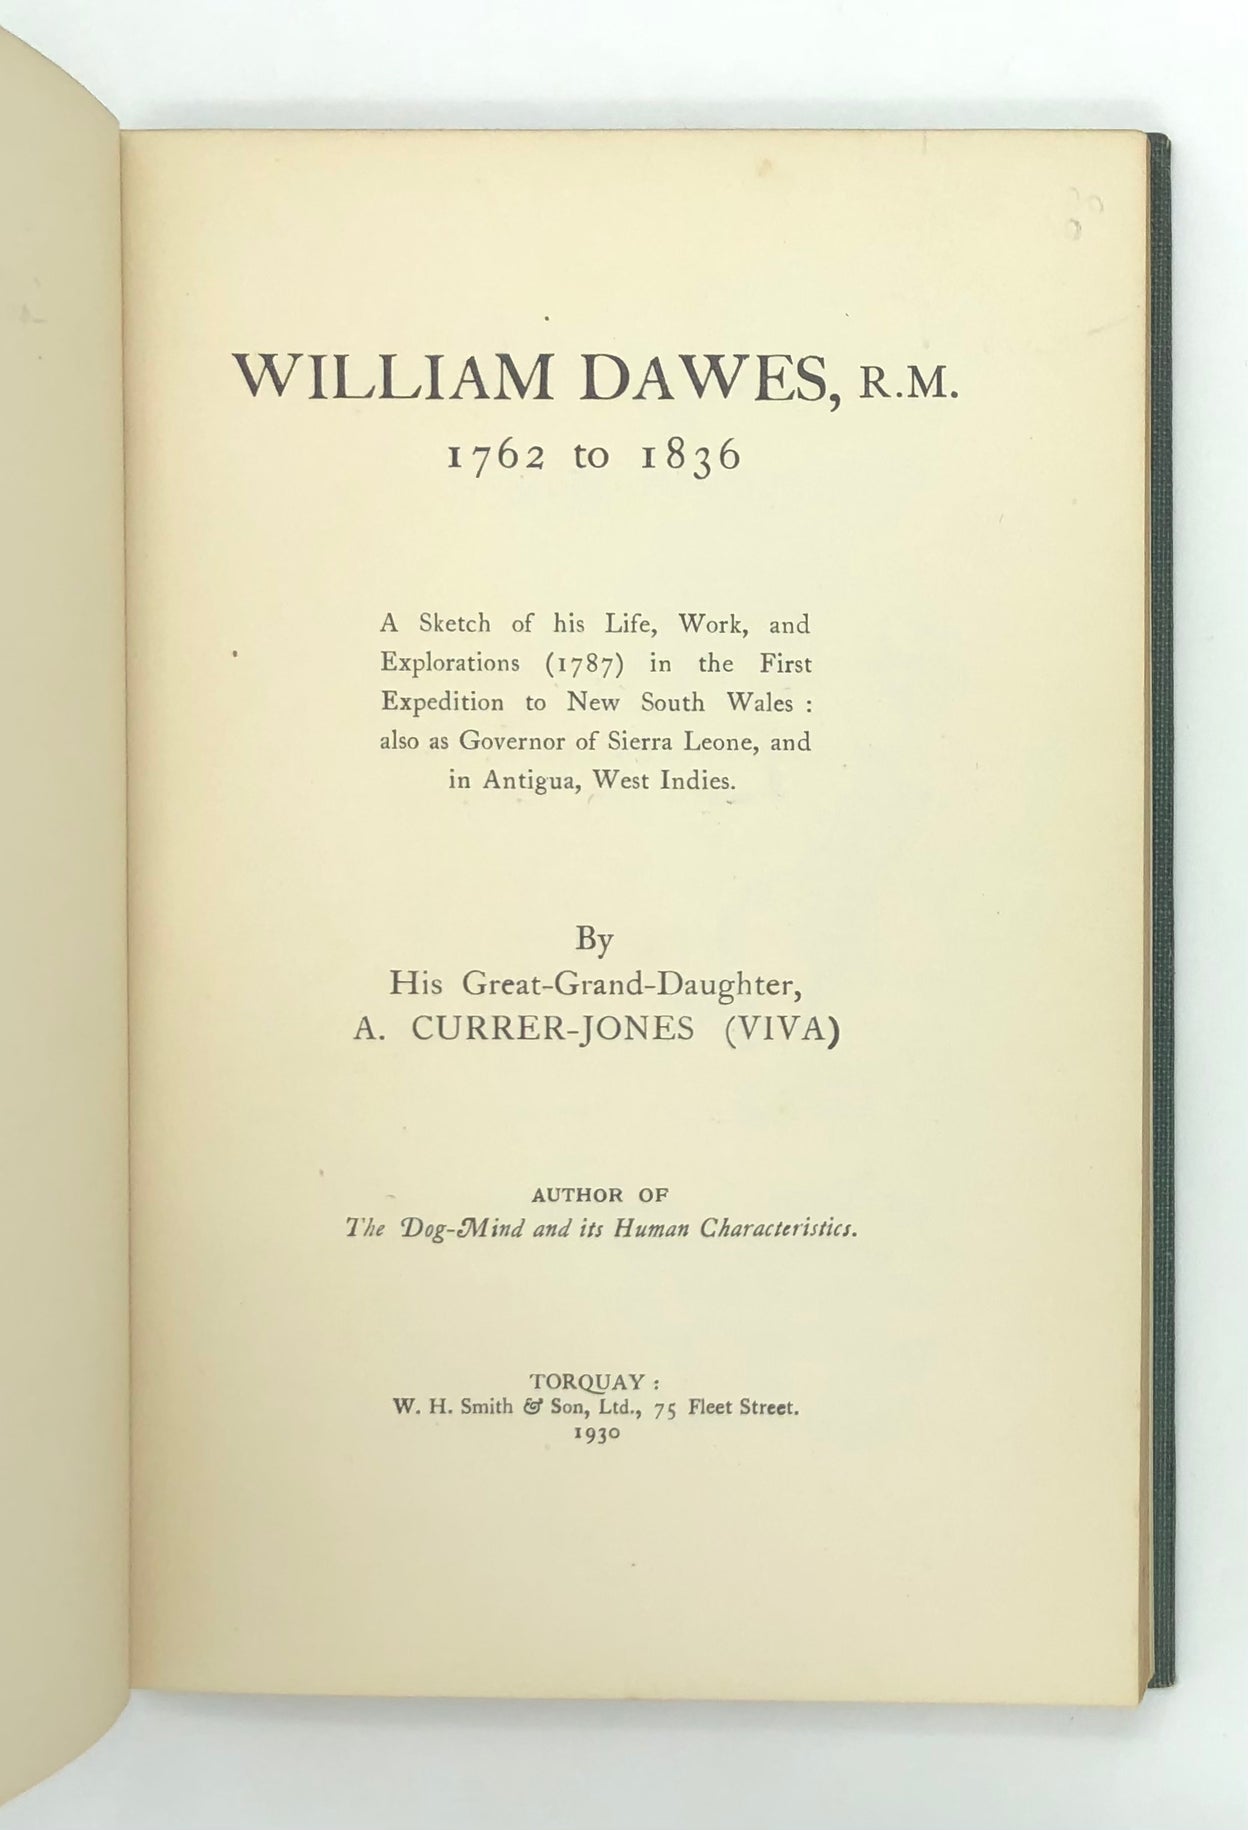 WILLIAM DAWES, R.M.
1762 to 1836
A Sketch of his Life, Work, and
Explorations (1787) in the First
Expedition to New South Wales :
also as Governor of Sierra Leone, and
in Antigua, West Indies.
By
His Great-Grand-Daughter,
A. CURRER-JONES (VIVA)
AUTHOR OF
The Dog-Mind and its Human Characteristics.
TORQUAY :
W. H. Smith & Son, Ltd., 75 Fleet Street.
1930